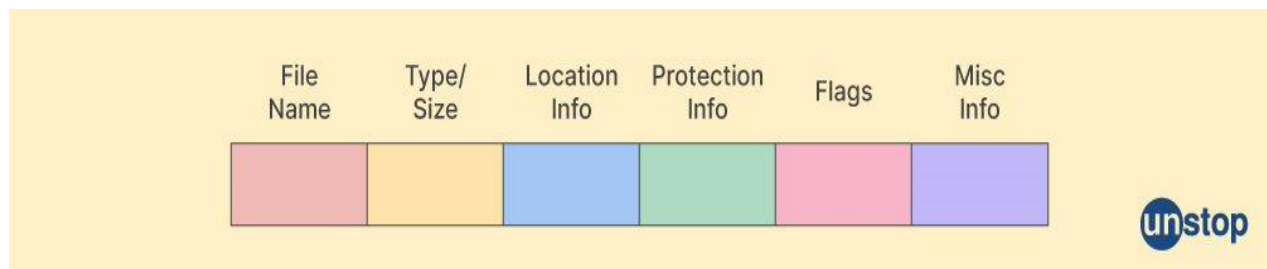 File Name
Type/ Size
Location Info
Protection Info
Flags
Misc Info
unstop